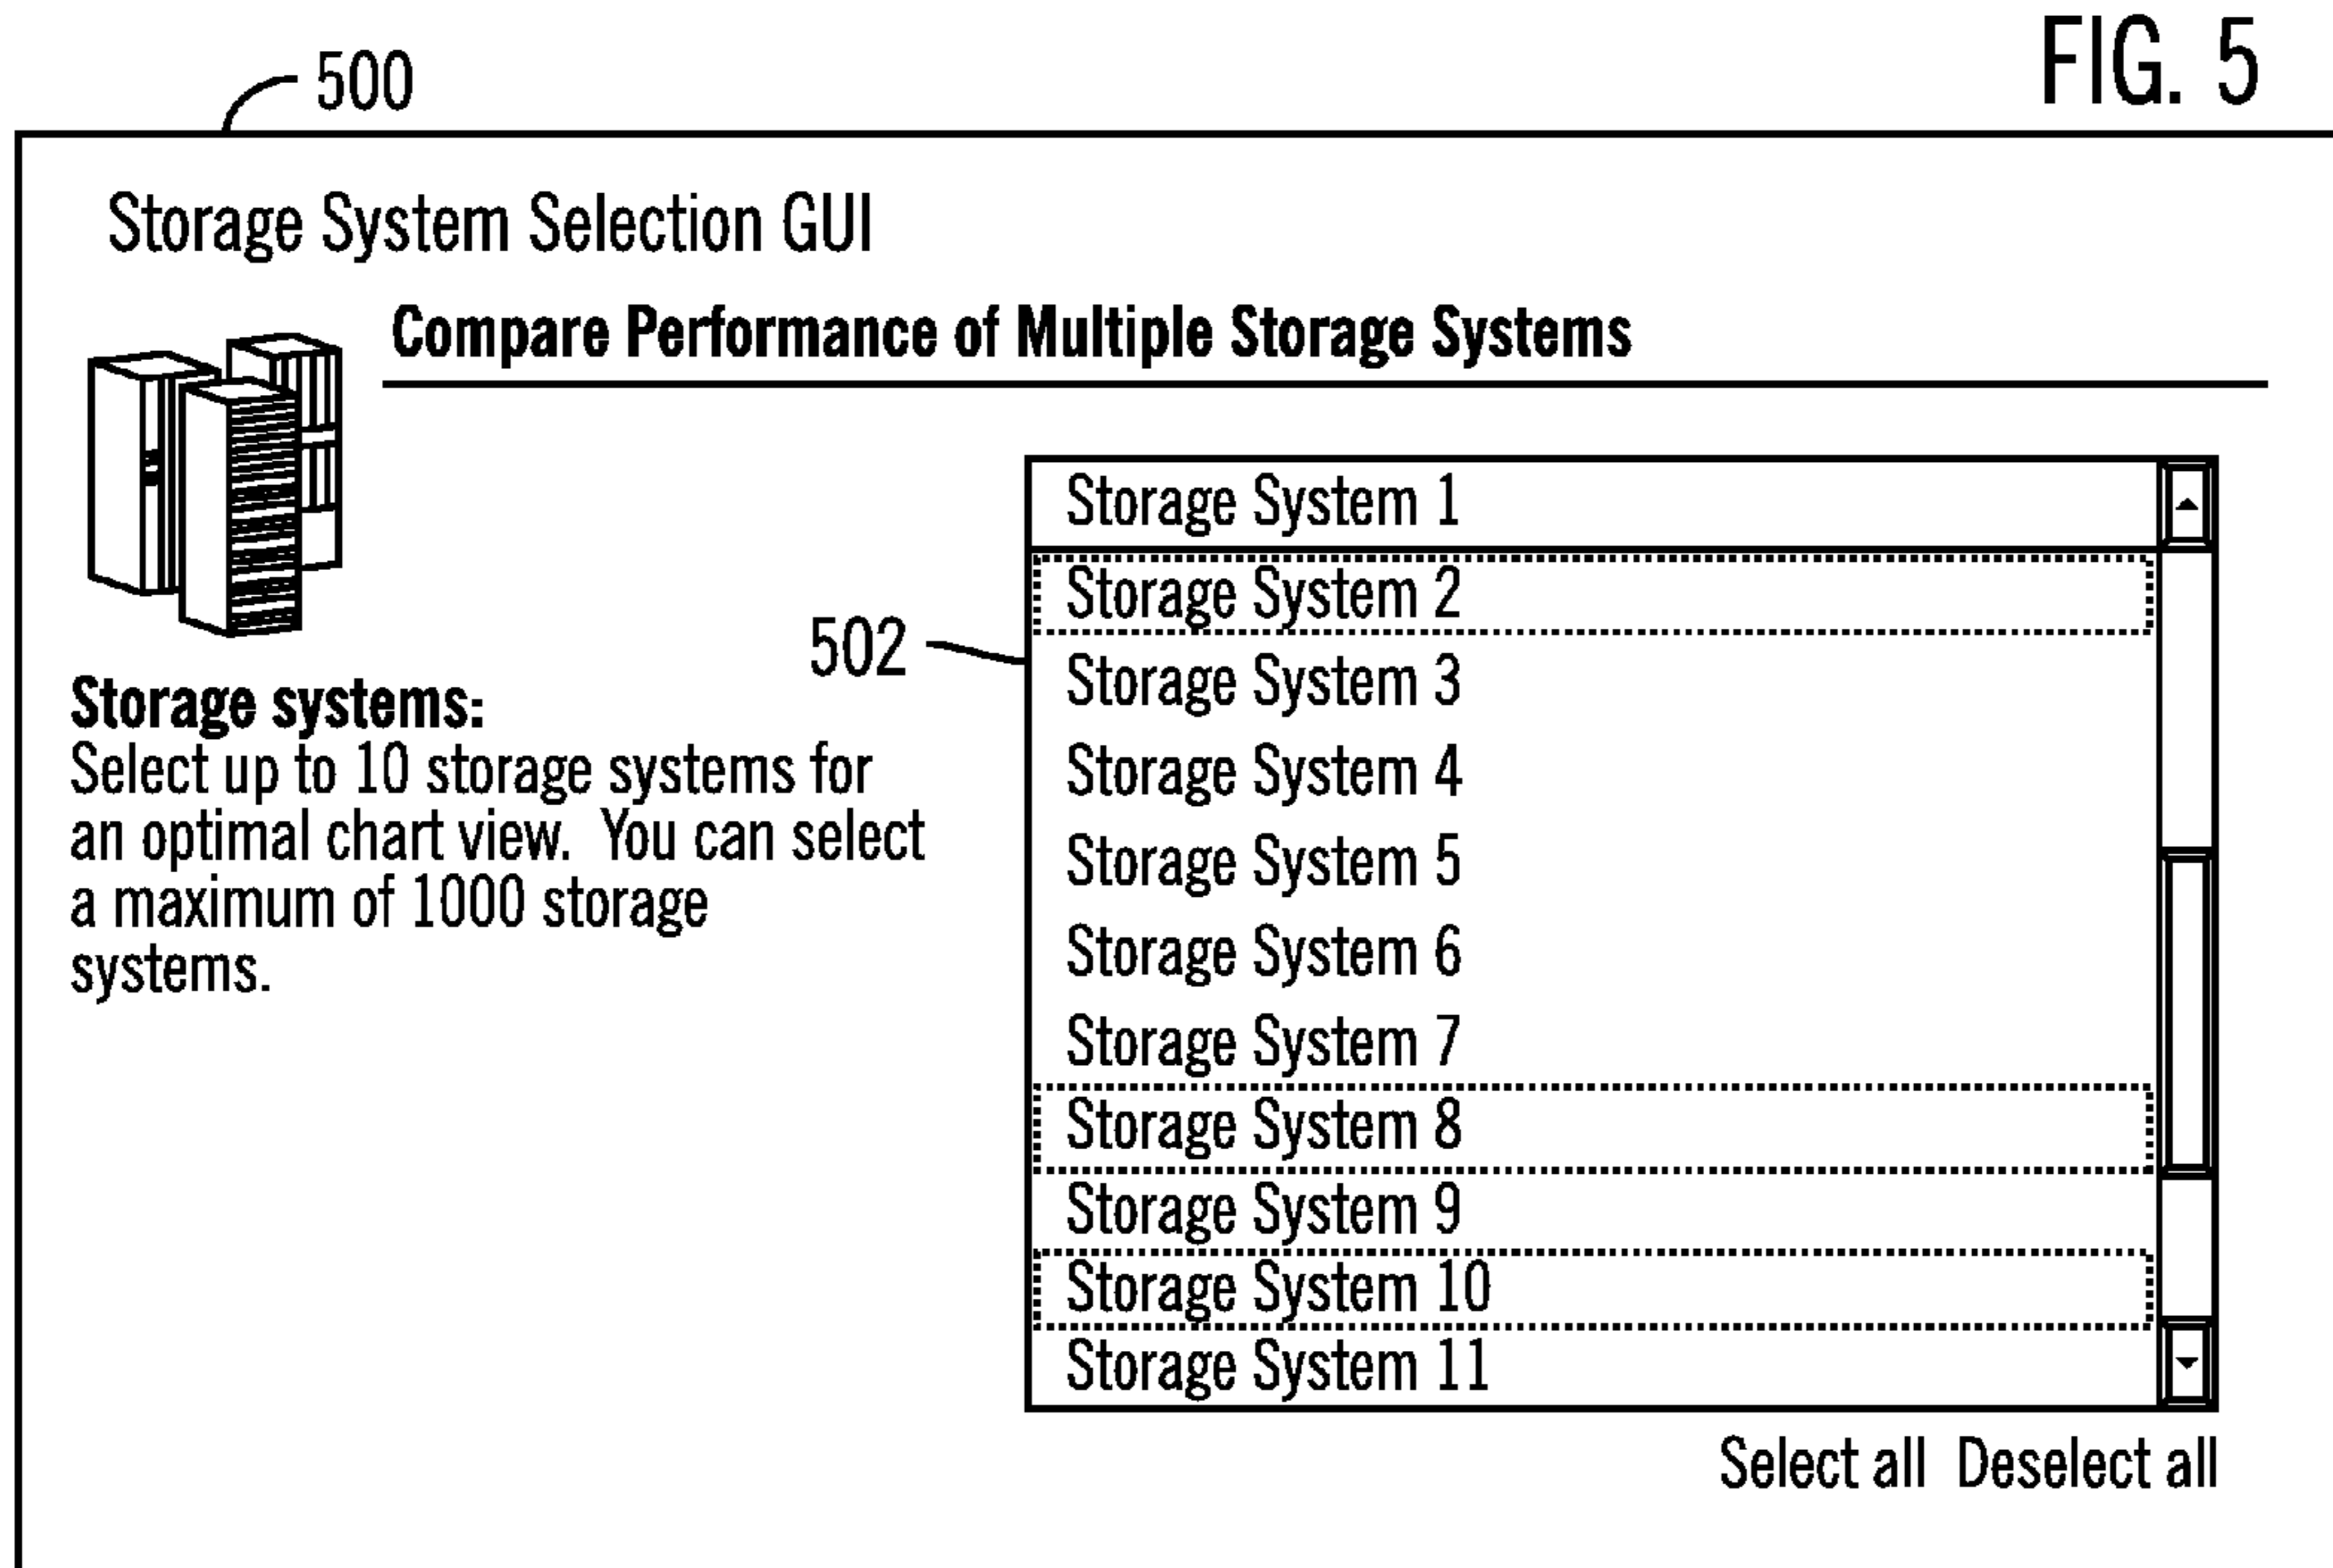 FIG. 5
500
Storage System Selection GUI
Compare Performance of Multiple Storage Systems
Storage systems:
Select up to 10 storage systems for
an optimal chart view.  You can select
a maximum of 1000 storage
systems.
502
Storage System 1
Storage System 2
Storage System 3
Storage System 4
Storage System 5
Storage System 6
Storage System 7
Storage System 8
Storage System 9
Storage System 10
Storage System 11
Select all  Deselect all